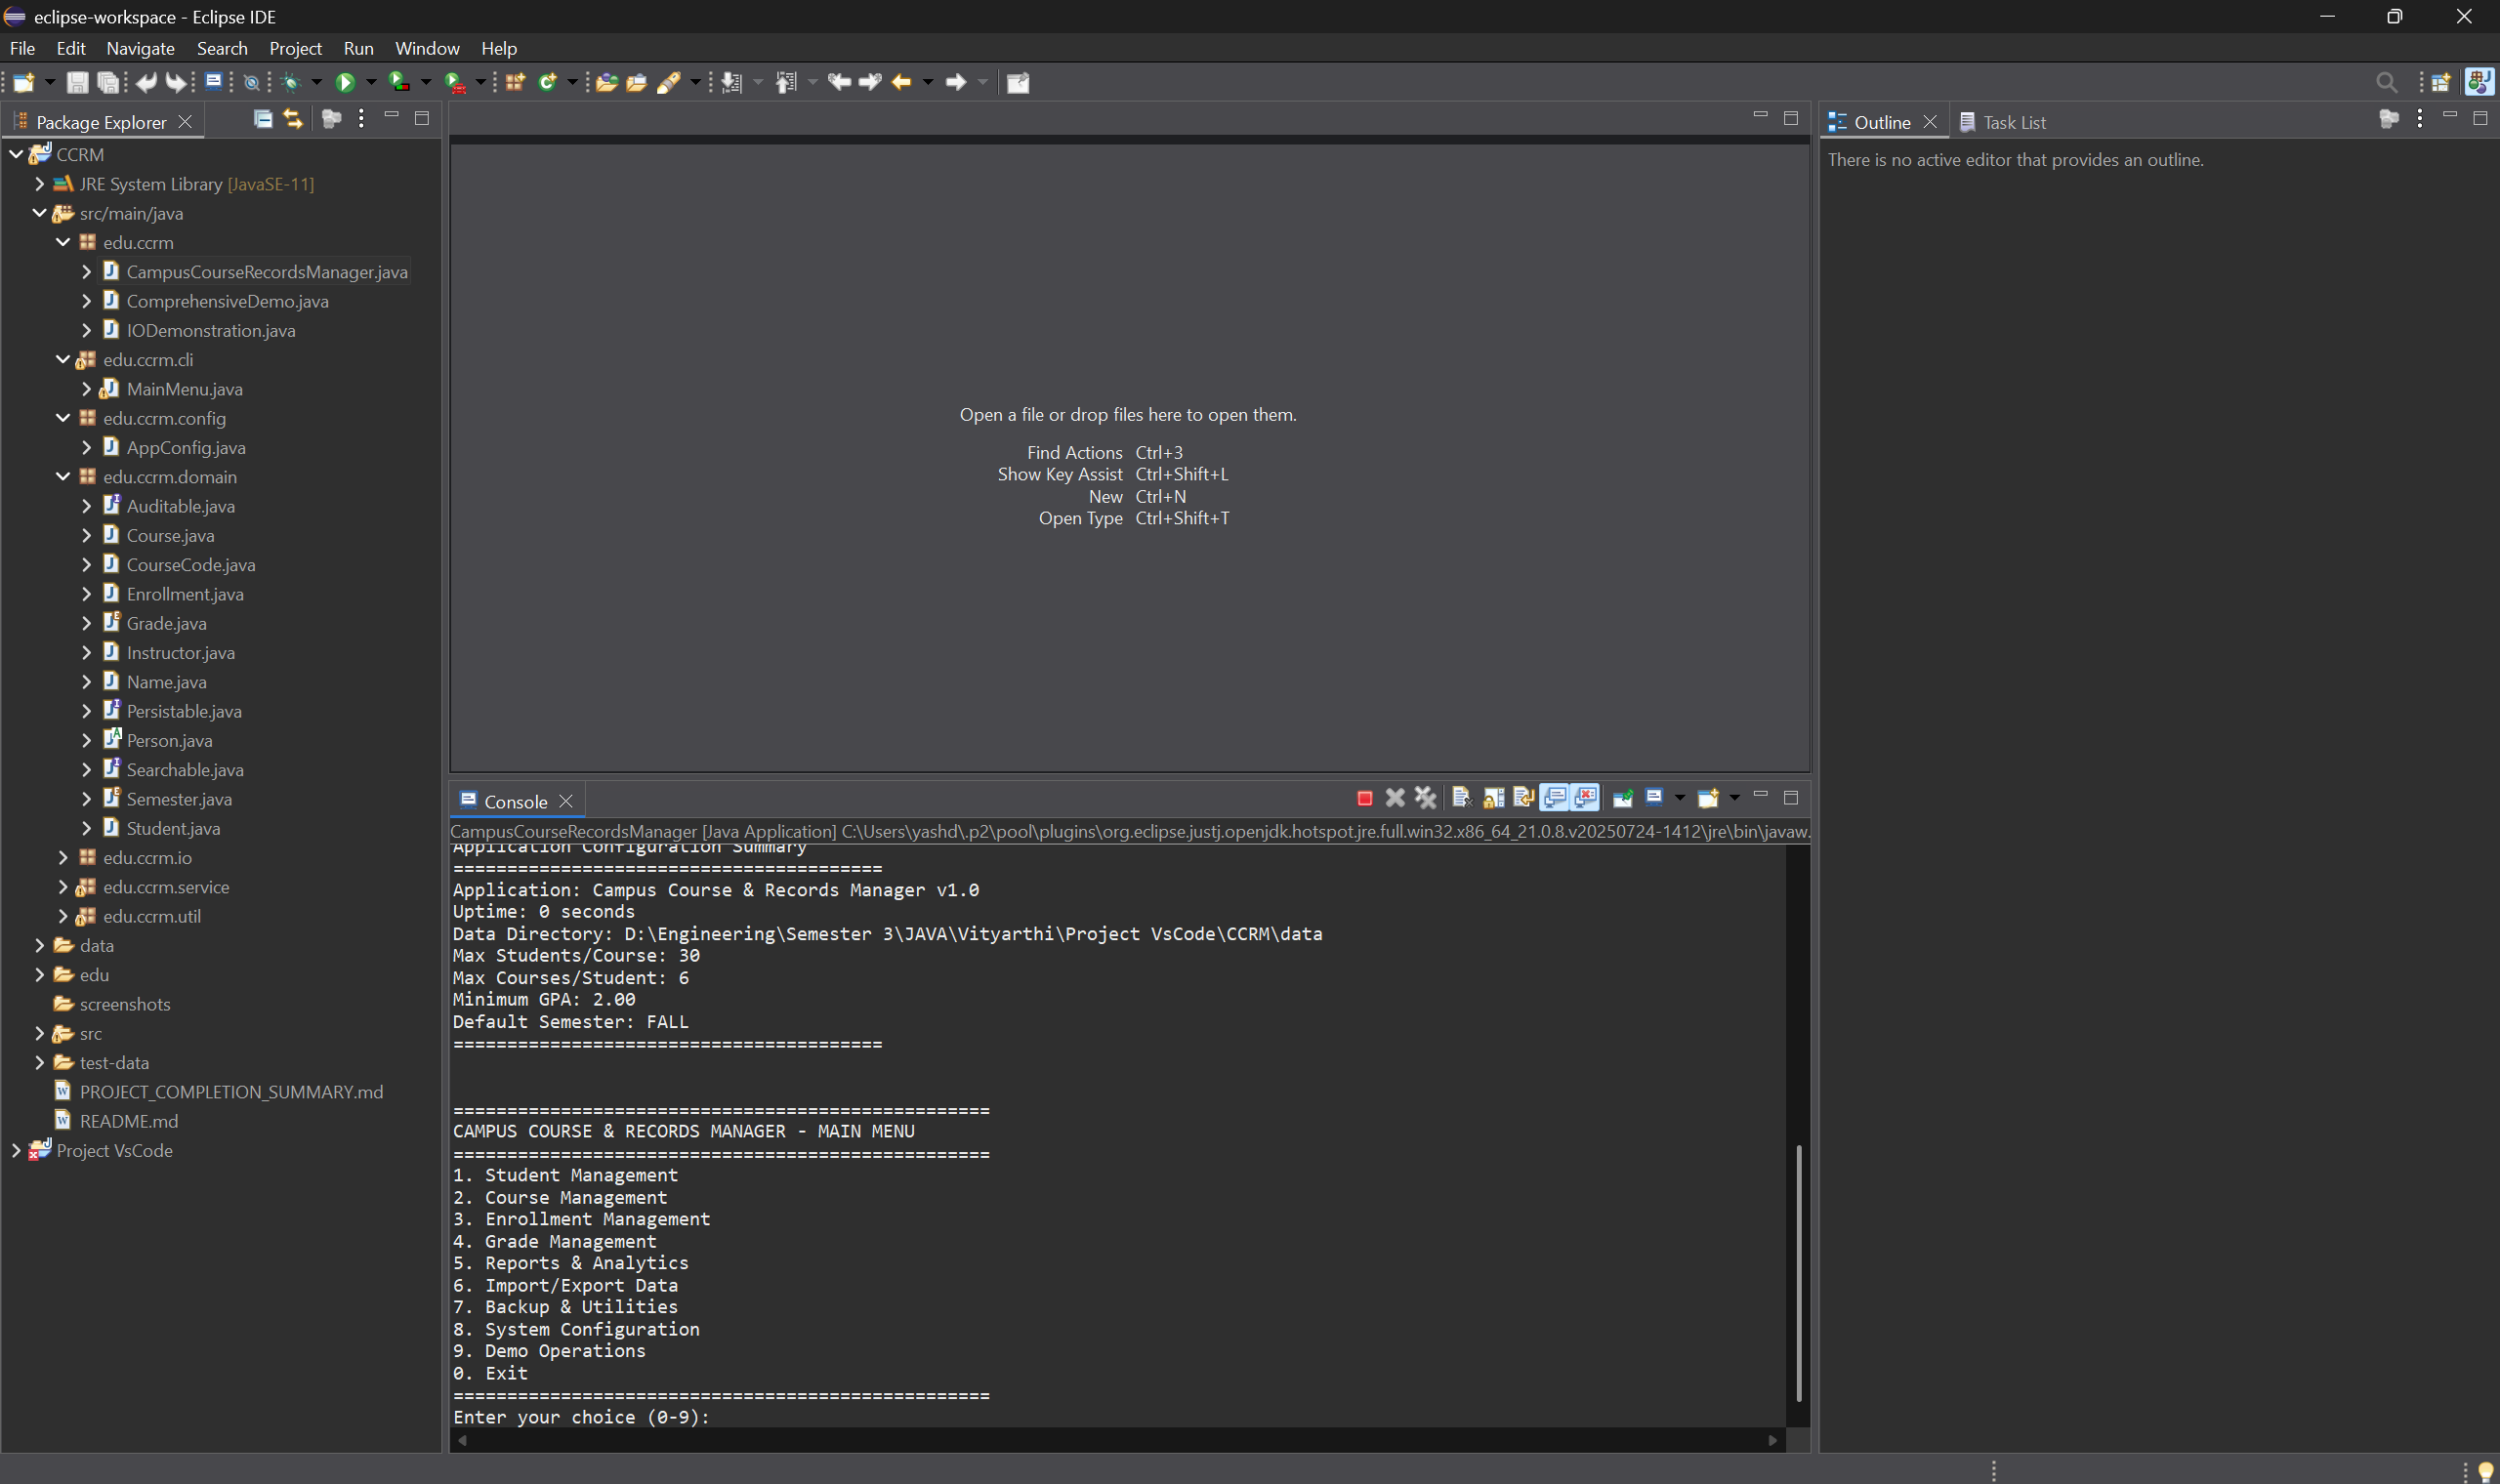 eclipse-workspace - Eclipse IDE
File Edit Navigate Search Project Run Window Help
Package Explorer
CCRM
JRE System Library [JavaSE-11]
src/main/java
edu.ccrm
CampusCourseRecordsManager.java
ComprehensiveDemo.java
IODemonstration.java
edu.ccrm.cli
MainMenu.java
edu.ccrm.config
AppConfig.java
edu.ccrm.domain
Auditable.java
Course.java
CourseCode.java
Enrollment.java
Grade.java
Instructor.java
Name.java
Persistable.java
Person.java
Searchable.java
Semester.java
Student.java
edu.ccrm.io
edu.ccrm.service
edu.ccrm.util
data
edu
screenshots
src
test-data
PROJECT_COMPLETION_SUMMARY.md
README.md
Project VsCode
Open a file or drop files here to open them.
Find Actions Ctrl+3
Show Key Assist Ctrl+Shift+L
New Ctrl+N
Open Type Ctrl+Shift+T
Console
CampusCourseRecordsManager [Java Application] C:\Users\yashd\.p2\pool\plugins\org.eclipse.justj.openjdk.hotspot.jre.full.win32.x86_64_21.0.8.v20250724-1412\jre\bin\javaw.
Application Configuration Summary
========================================
Application: Campus Course & Records Manager v1.0
Uptime: 0 seconds
Data Directory: D:\Engineering\Semester 3\JAVA\Vityarthi\Project VsCode\CCRM\data
Max Students/Course: 30
Max Courses/Student: 6
Minimum GPA: 2.00
Default Semester: FALL
========================================
==================================================
CAMPUS COURSE & RECORDS MANAGER - MAIN MENU
==================================================
1. Student Management
2. Course Management
3. Enrollment Management
4. Grade Management
5. Reports & Analytics
6. Import/Export Data
7. Backup & Utilities
8. System Configuration
9. Demo Operations
0. Exit
==================================================
Enter your choice (0-9):
Outline Task List
There is no active editor that provides an outline.